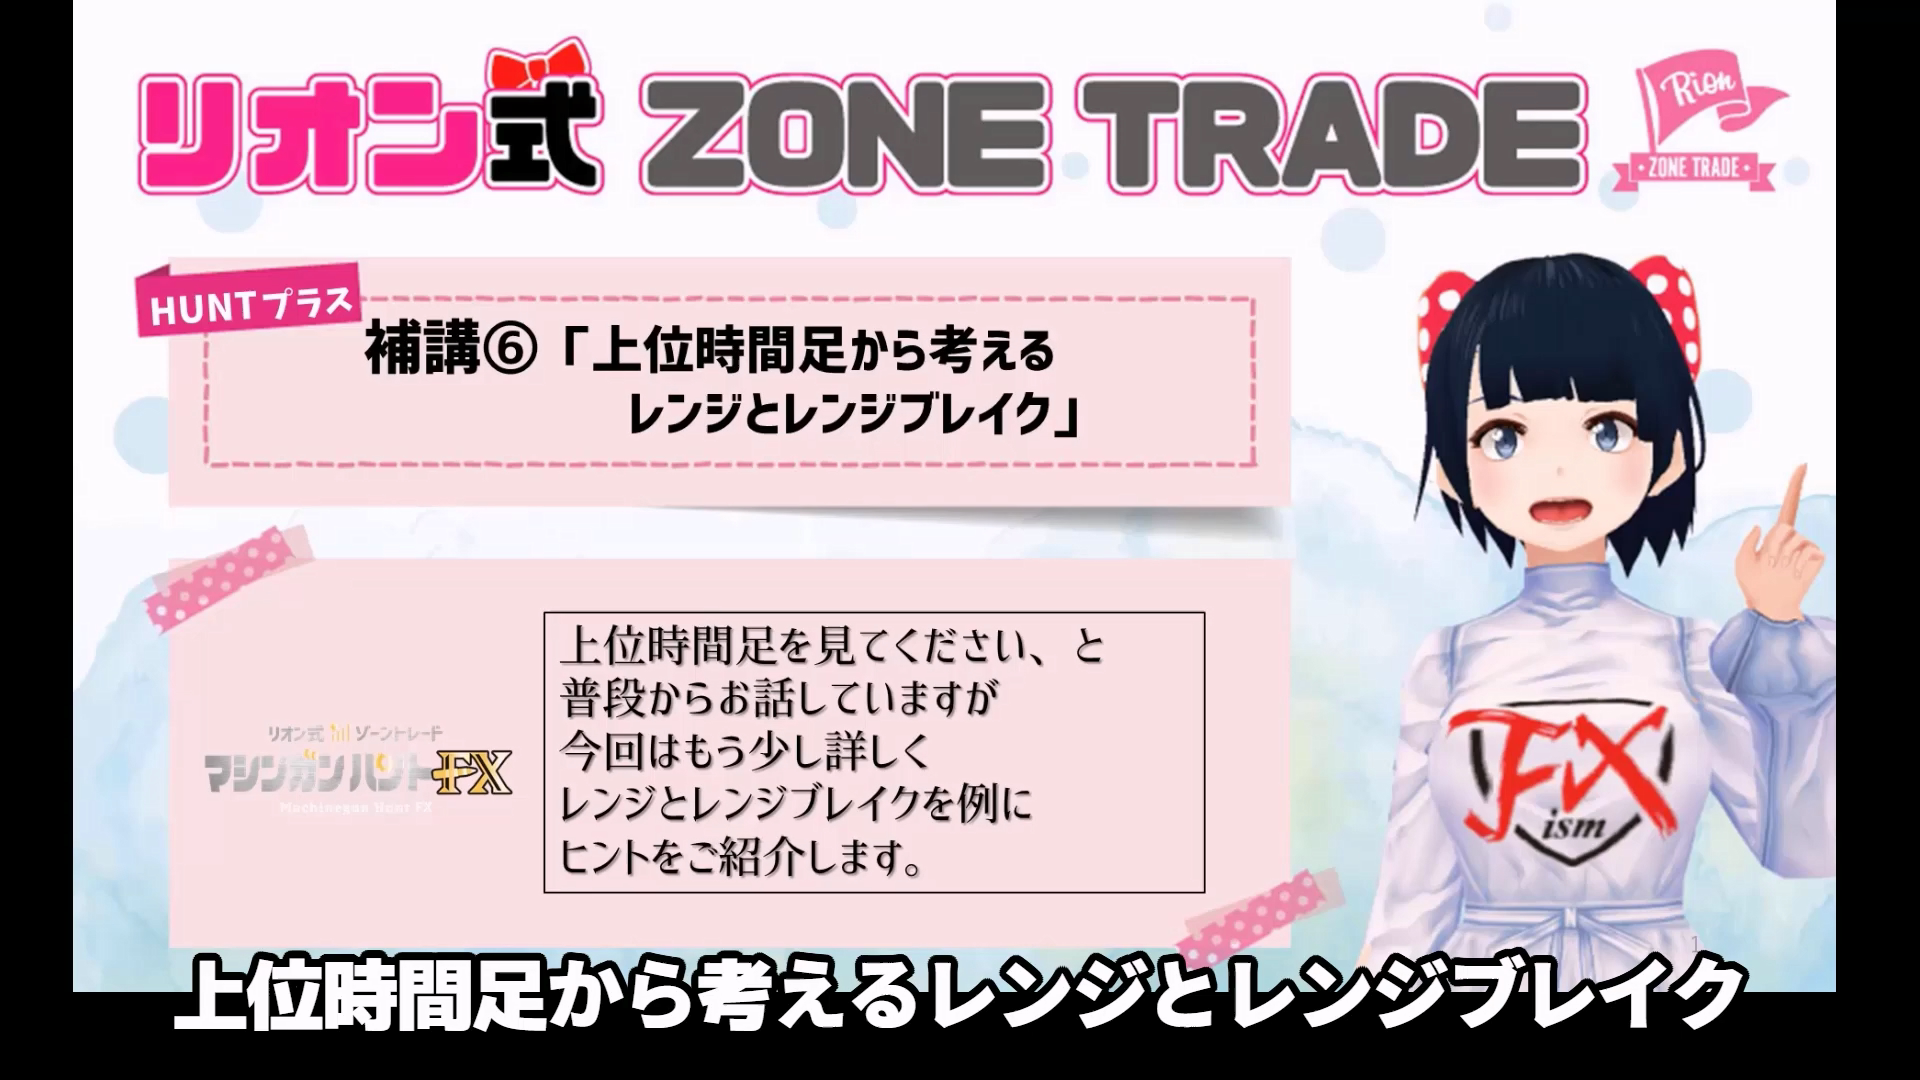 リオン式 ZONE TRADE
Rion
ZONE TRADE
HUNTプラス
補講⑥「上位時間足から考える
レンジとレンジブレイク」
上位時間足を見てください、と
普段からお話していますが
今回はもう少し詳しく
レンジとレンジブレイクを例に
ヒントをご紹介します。
リオン式 ゾーントレード
マシンガンハントFX
Machinegun Hunt FX
FX
ism
1
上位時間足から考えるレンジとレンジブレイク